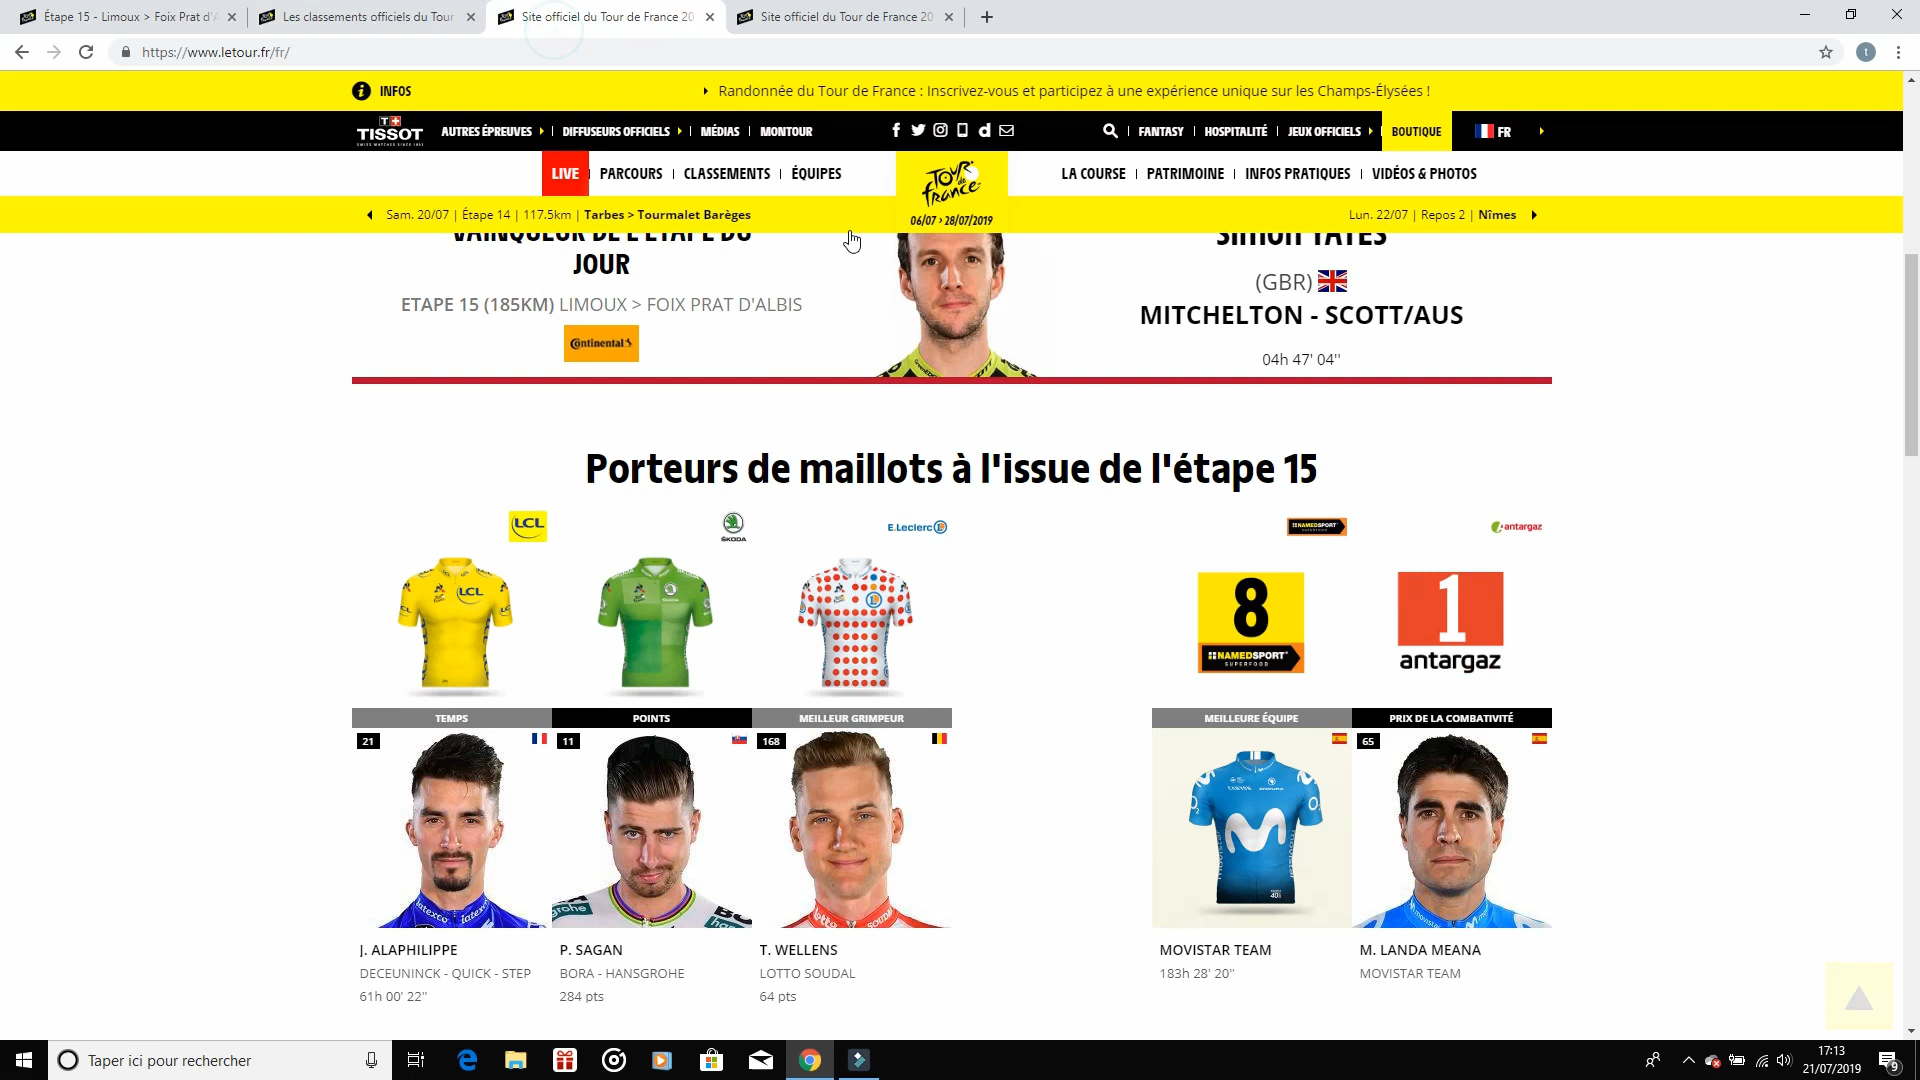 Étape 15 - Limoux > Foix Prat d'A
Les classements officiels du Tour
Site officiel du Tour de France 20
Site officiel du Tour de France 20
https://www.letour.fr/fr/
t
INFOS
Randonnée du Tour de France : Inscrivez-vous et participez à une expérience unique sur les Champs-Élysées !
TISSOT
SWISS WATCHES SINCE 1853
AUTRES ÉPREUVES
DIFFUSEURS OFFICIELS
MÉDIAS
MONTOUR
FANTASY
HOSPITALITÉ
JEUX OFFICIELS
BOUTIQUE
FR
LIVE
PARCOURS
CLASSEMENTS
ÉQUIPES
TOUR de france
06/07 > 28/07/2019
LA COURSE
PATRIMOINE
INFOS PRATIQUES
VIDÉOS & PHOTOS
Sam. 20/07 | Étape 14 | 117.5km | Tarbes > Tourmalet Barèges
Lun. 22/07 | Repos 2 | Nîmes
VAINQUEUR DE L'ÉTAPE DU
JOUR
ETAPE 15 (185KM) LIMOUX > FOIX PRAT D'ALBIS
Continental
Simon YATES
(GBR)
MITCHELTON - SCOTT/AUS
04h 47' 04''
Porteurs de maillots à l'issue de l'étape 15
LCL
ŠKODA
E.Leclerc
NAMEDSPORT
SUPERFOOD
antargaz
LCL
8
NAMEDSPORT
SUPERFOOD
1
antargaz
TEMPS
POINTS
MEILLEUR GRIMPEUR
MEILLEURE ÉQUIPE
PRIX DE LA COMBATIVITÉ
21
11
168
65
J. ALAPHILIPPE
DECEUNINCK - QUICK - STEP
61h 00' 22''
P. SAGAN
BORA - HANSGROHE
284 pts
T. WELLENS
LOTTO SOUDAL
64 pts
MOVISTAR TEAM
183h 28' 20''
M. LANDA MEANA
MOVISTAR TEAM
Taper ici pour rechercher
17:13
21/07/2019
9